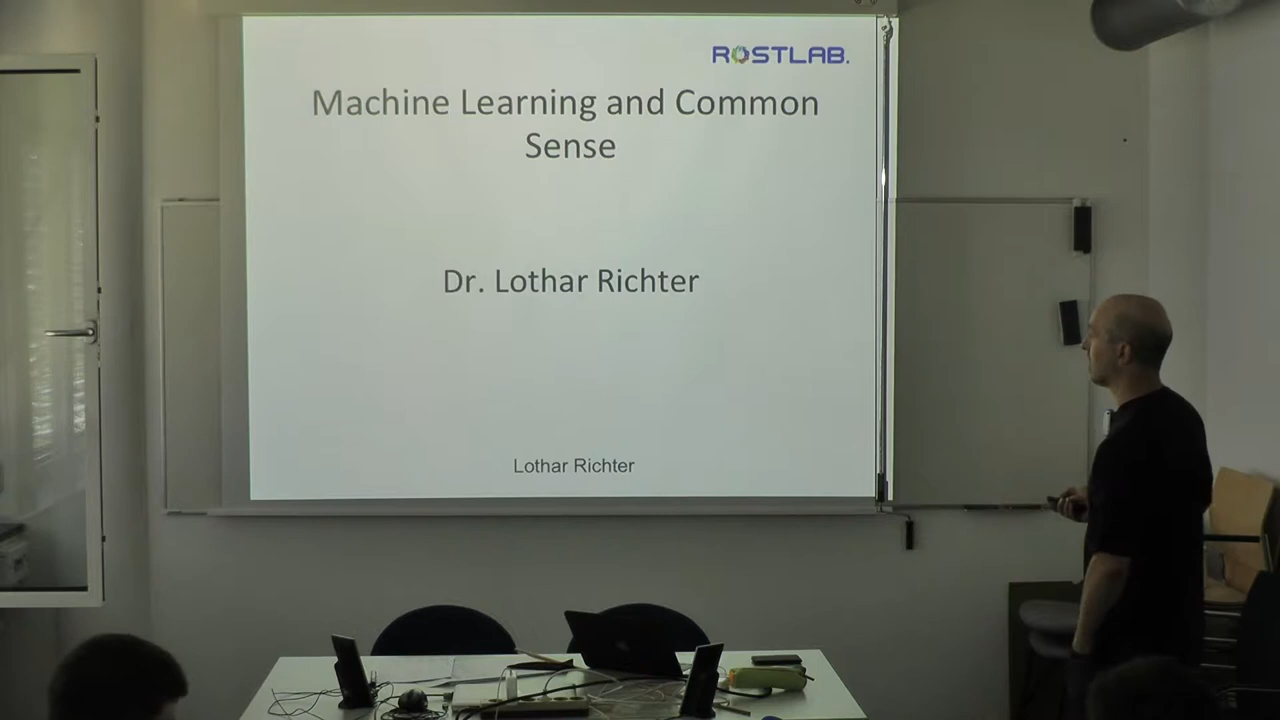 ROSTLAB.
Machine Learning and Common
Sense
Dr. Lothar Richter
Lothar Richter